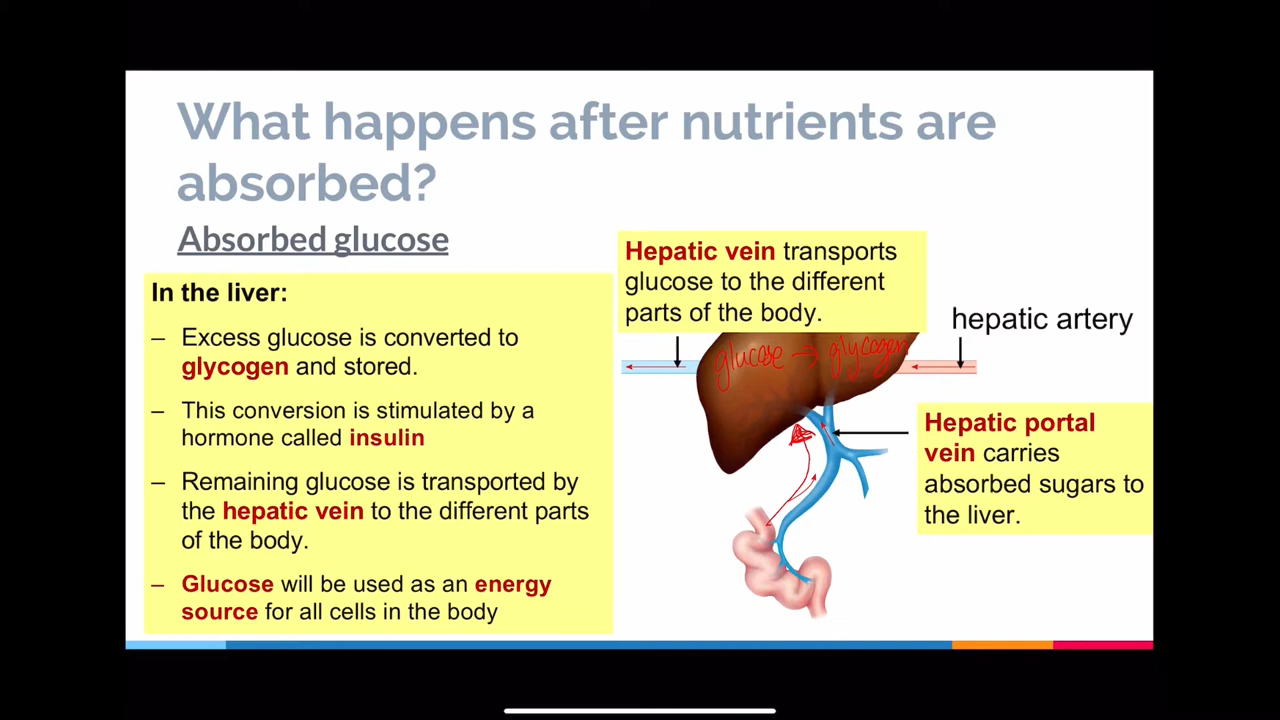 What happens after nutrients are
absorbed?
Absorbed glucose
In the liver:
– Excess glucose is converted to
glycogen and stored.
– This conversion is stimulated by a
hormone called insulin
– Remaining glucose is transported by
the hepatic vein to the different parts
of the body.
– Glucose will be used as an energy
source for all cells in the body
Hepatic vein transports
glucose to the different
parts of the body.
hepatic artery
glucose → glycogen
Hepatic portal
vein carries
absorbed sugars to
the liver.